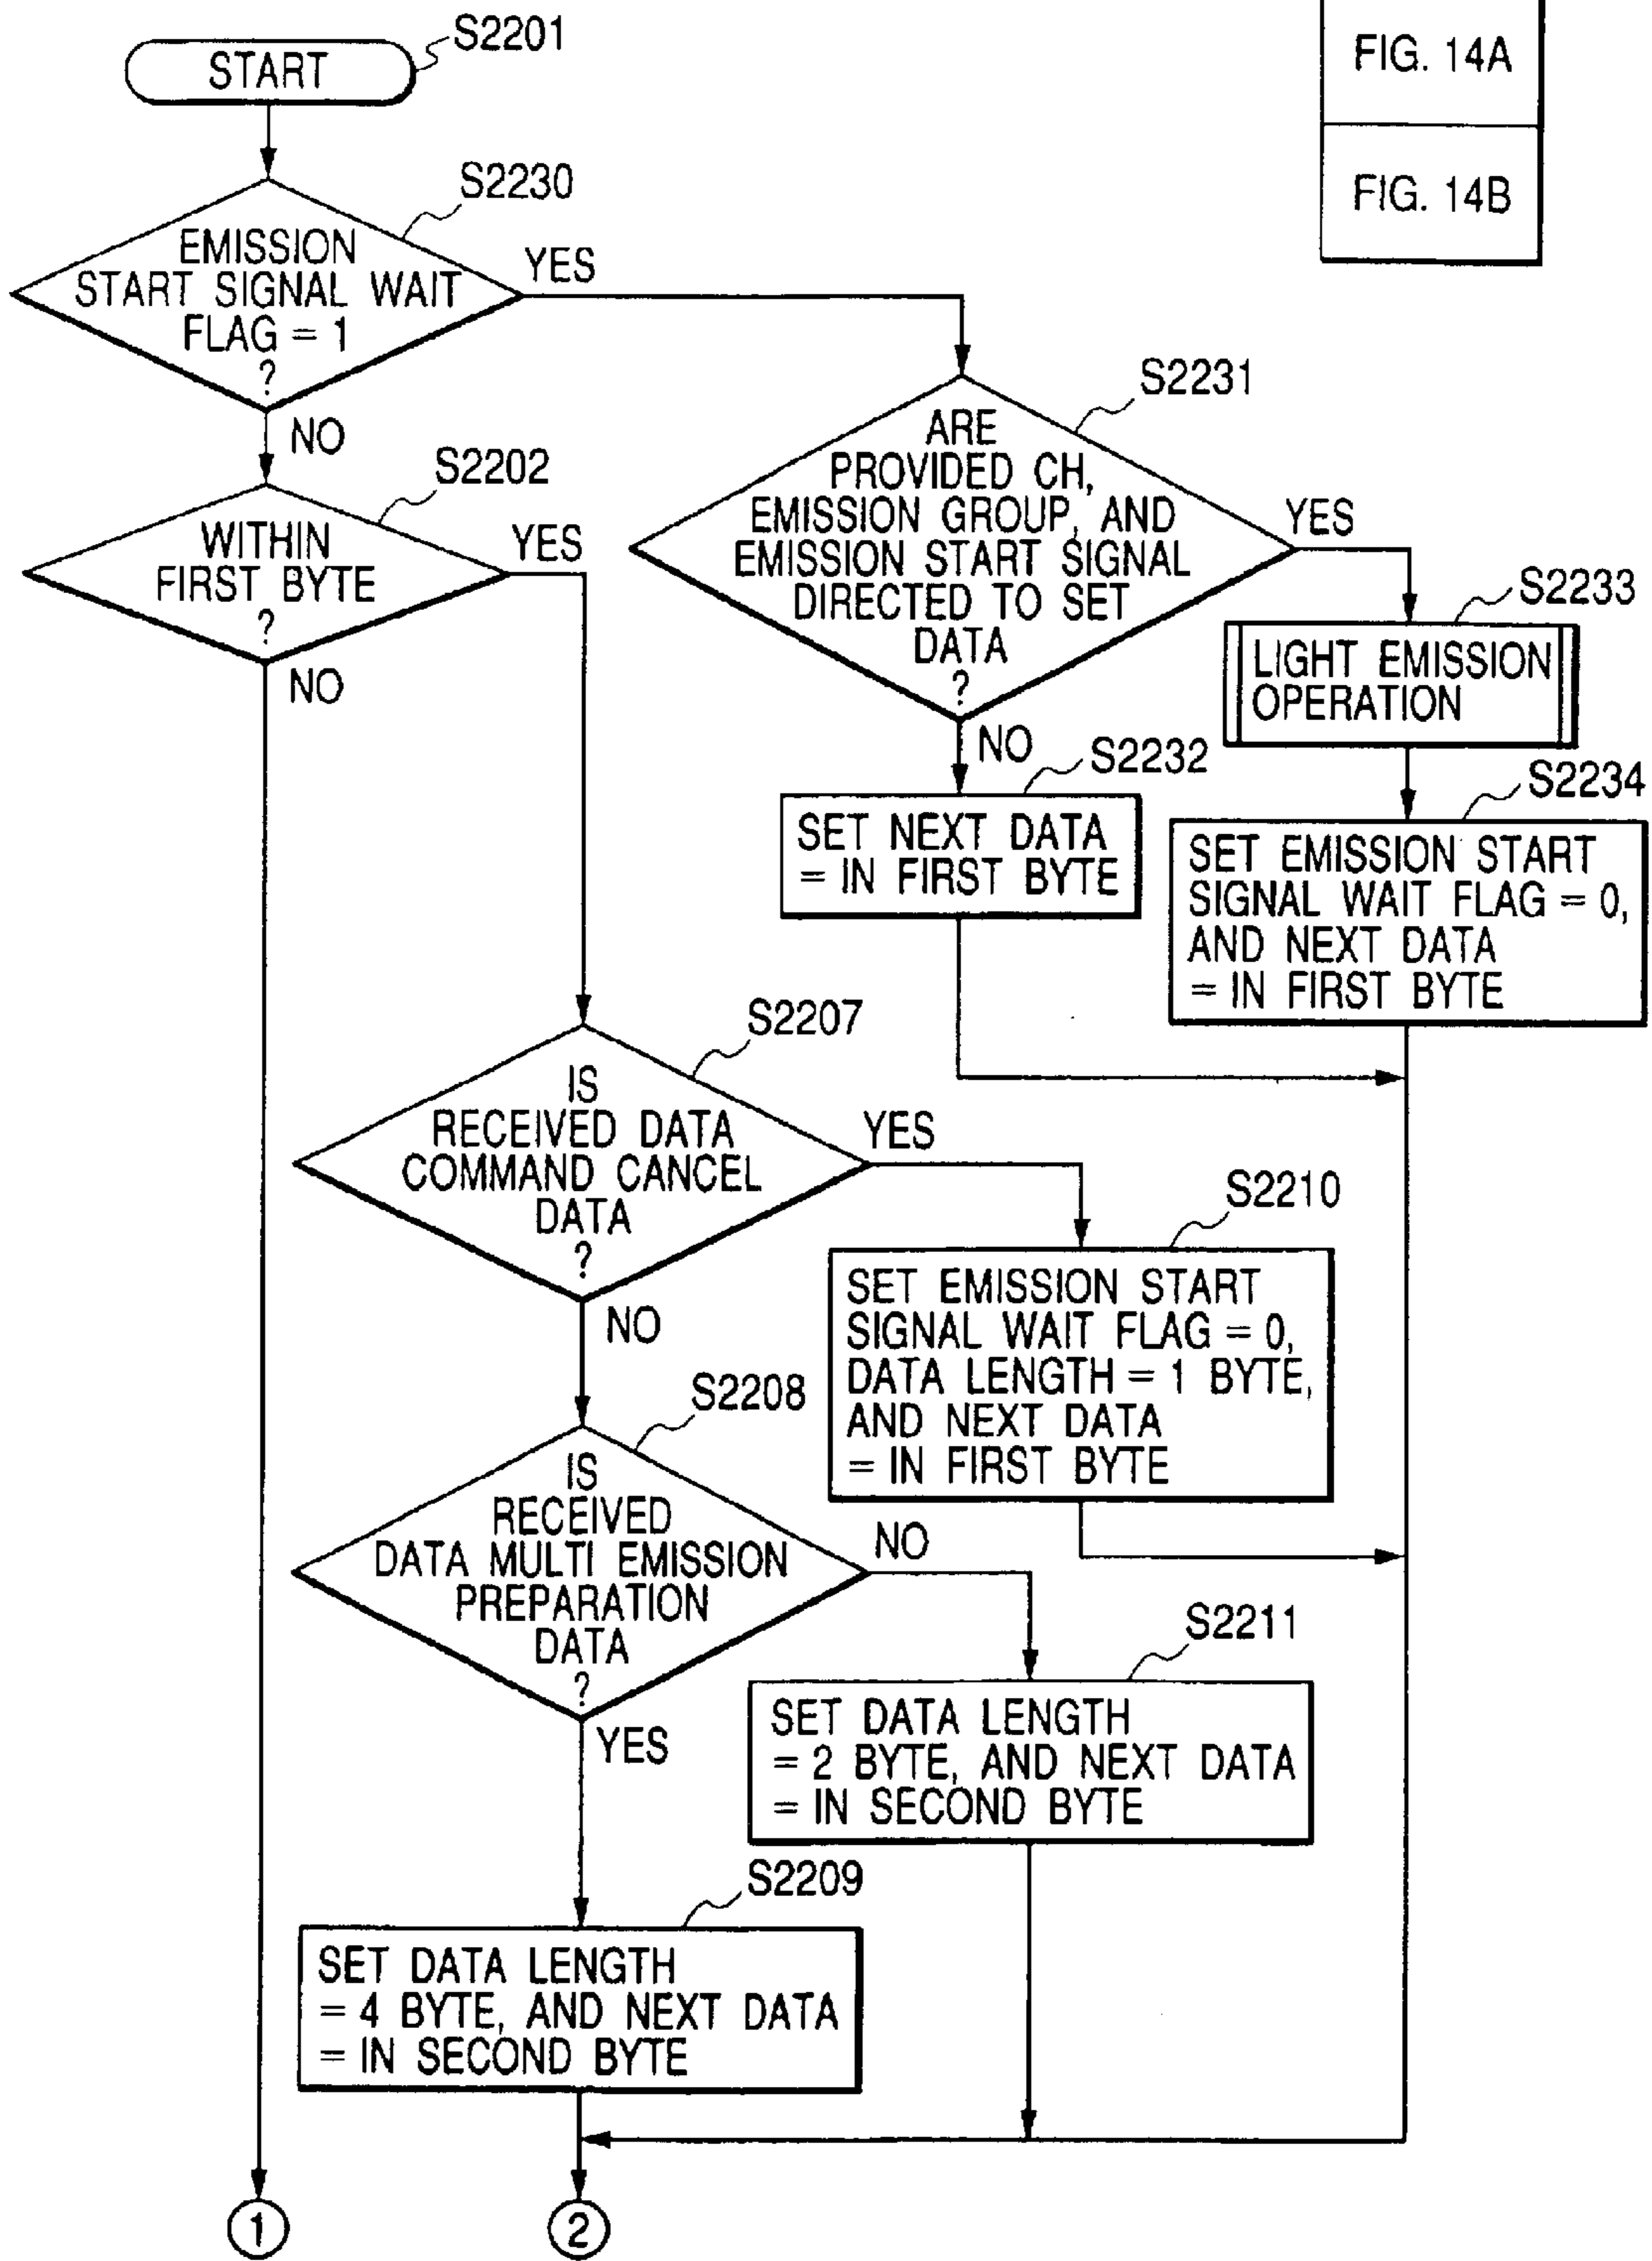 START
S2201
FIG. 14A
FIG. 14B
S2230
EMISSION
START SIGNAL WAIT
FLAG = 1
?
YES
NO
S2231
ARE
PROVIDED CH,
EMISSION GROUP, AND
EMISSION START SIGNAL
DIRECTED TO SET
DATA
?
YES
NO
S2202
WITHIN
FIRST BYTE
?
YES
NO
S2233
LIGHT EMISSION
OPERATION
S2232
SET NEXT DATA
= IN FIRST BYTE
S2234
SET EMISSION START
SIGNAL WAIT FLAG = 0,
AND NEXT DATA
= IN FIRST BYTE
S2207
IS
RECEIVED DATA
COMMAND CANCEL
DATA
?
YES
NO
S2210
SET EMISSION START
SIGNAL WAIT FLAG = 0,
DATA LENGTH = 1 BYTE,
AND NEXT DATA
= IN FIRST BYTE
S2208
IS
RECEIVED
DATA MULTI EMISSION
PREPARATION
DATA
?
NO
YES
S2211
SET DATA LENGTH
= 2 BYTE, AND NEXT DATA
= IN SECOND BYTE
S2209
SET DATA LENGTH
= 4 BYTE, AND NEXT DATA
= IN SECOND BYTE
1
2